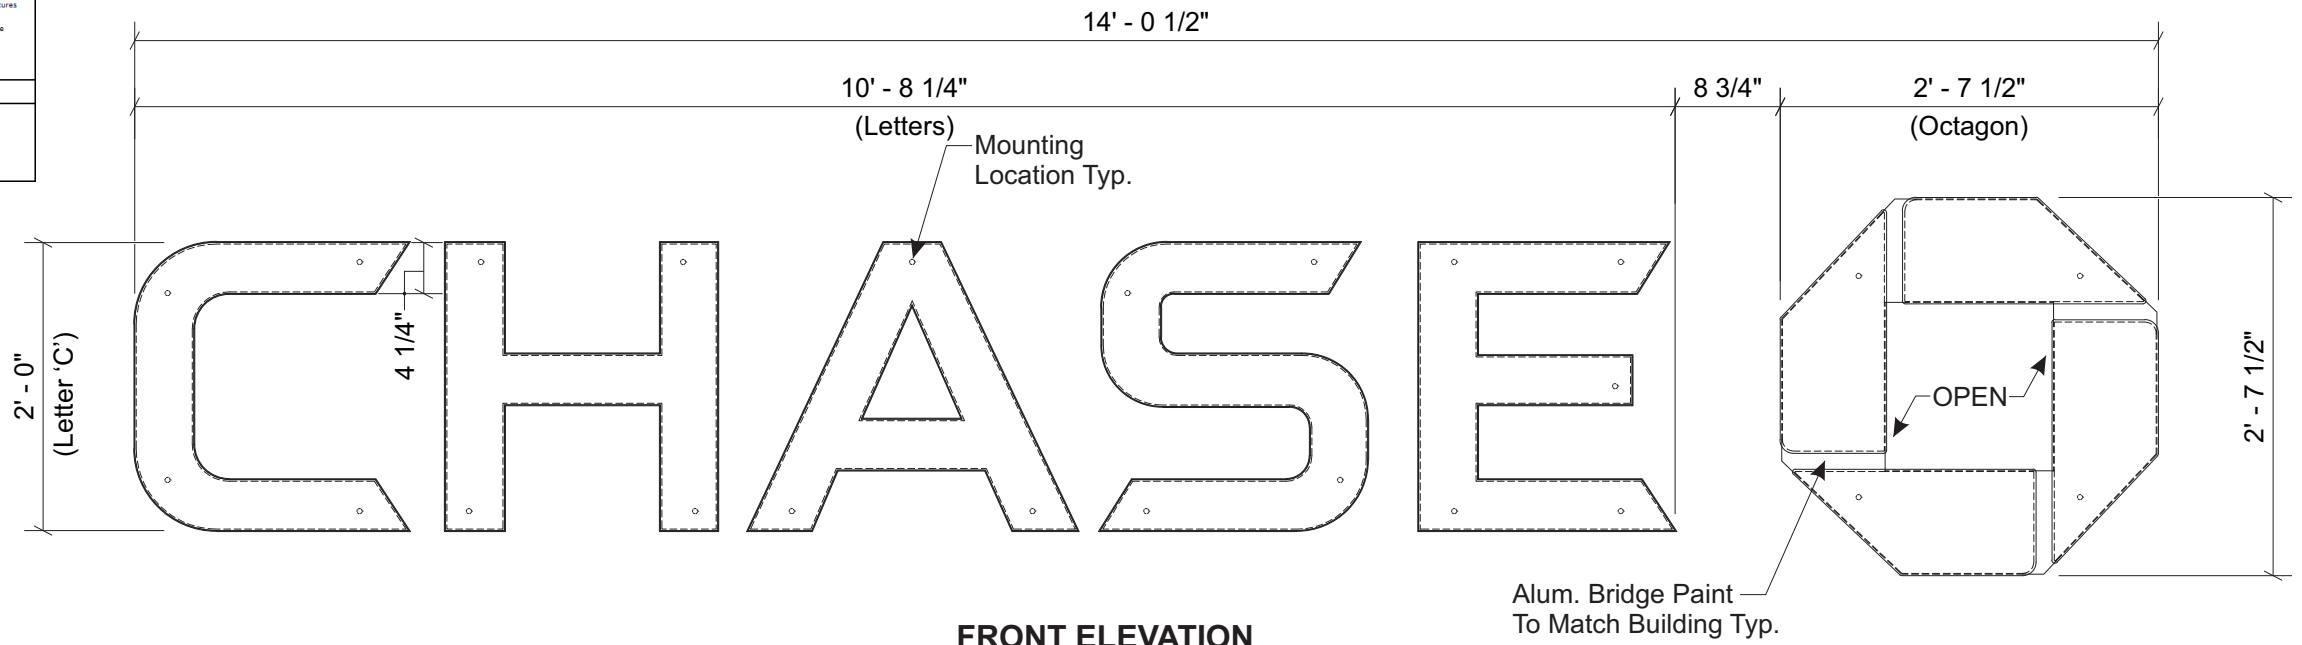 tures
e
14' - 0 1/2"
10' - 8 1/4"
8 3/4"
2' - 7 1/2"
(Letters)
(Octagon)
Mounting
Location Typ.
CHASE
4 1/4"
2' - 0"
(Letter ‘C’)
OPEN
2' - 7 1/2"
Alum. Bridge Paint
To Match Building Typ.
FRONT ELEVATION